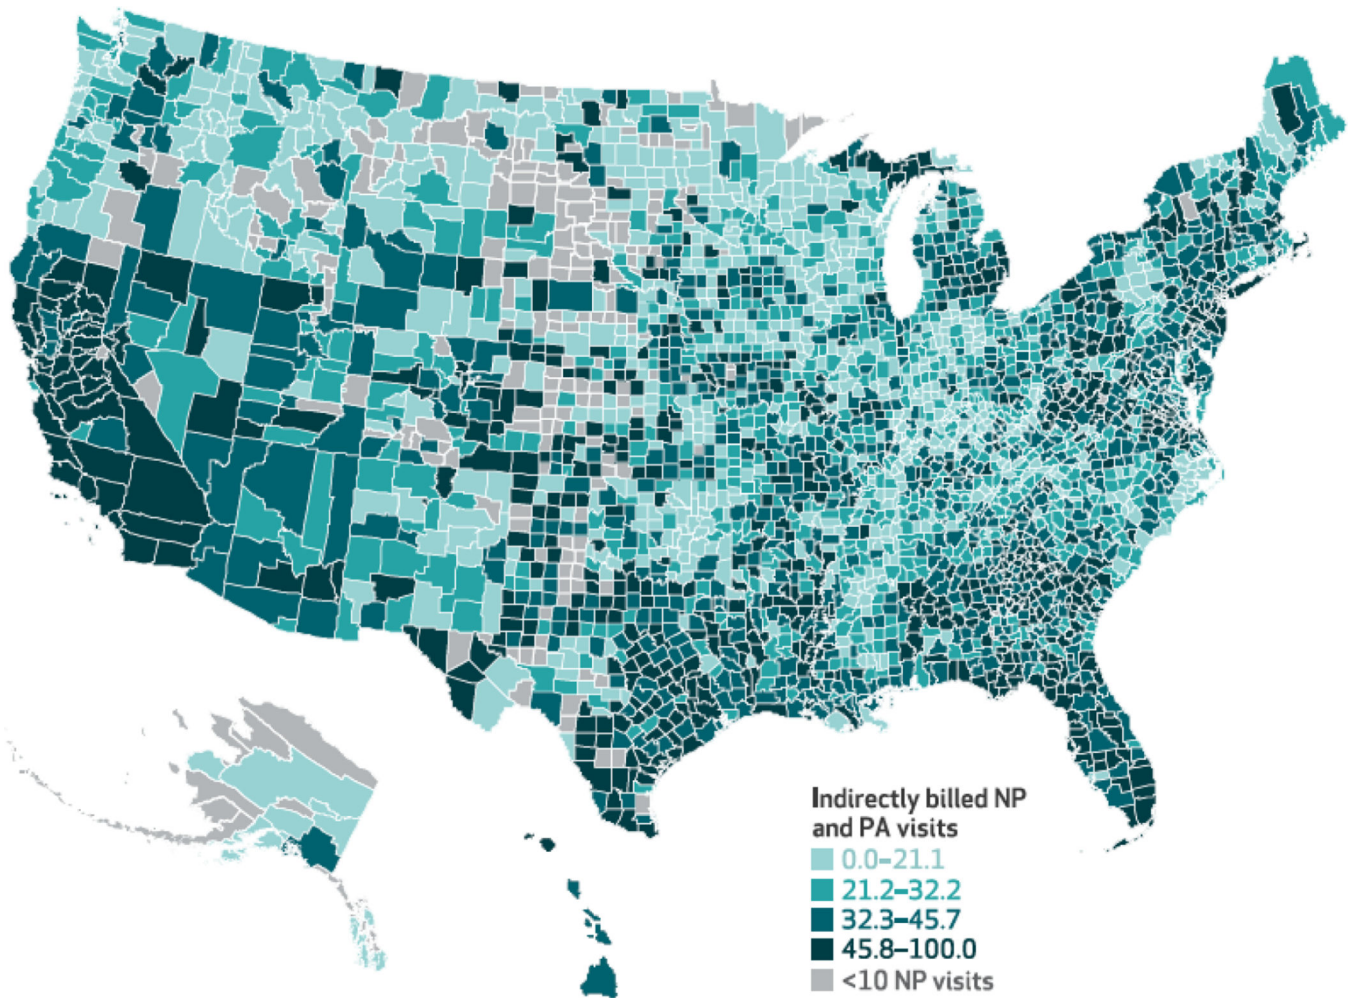 Indirectly billed NP
and PA visits
0.0–21.1
21.2–32.2
32.3–45.7
45.8–100.0
<10 NP visits